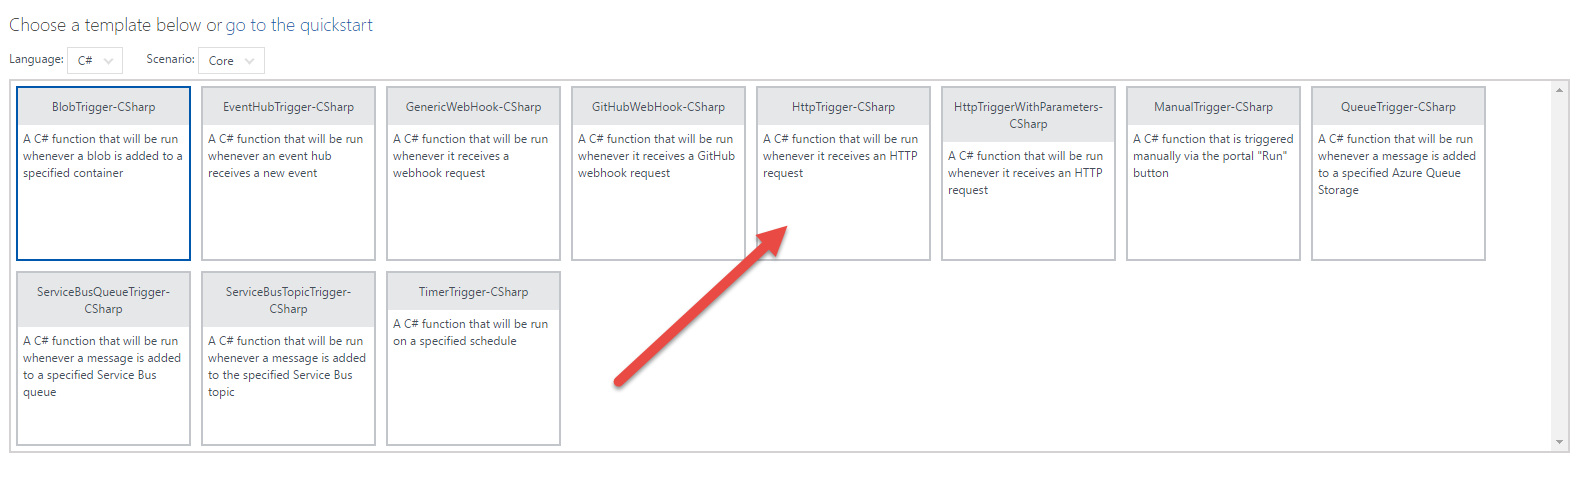 Choose a template below or go to the quickstart
Language: C# Scenario: Core
BlobTrigger-CSharp
A C# function that will be run
whenever a blob is added to a
specified container
EventHubTrigger-CSharp
A C# function that will be run
whenever an event hub
receives a new event
GenericWebHook-CSharp
A C# function that will be run
whenever it receives a
webhook request
GitHubWebHook-CSharp
A C# function that will be run
whenever it receives a GitHub
webhook request
HttpTrigger-CSharp
A C# function that will be run
whenever it receives an HTTP
request
HttpTriggerWithParameters-
CSharp
A C# function that will be run
whenever it receives an HTTP
request
ManualTrigger-CSharp
A C# function that is triggered
manually via the portal "Run"
button
QueueTrigger-CSharp
A C# function that will be run
whenever a message is added
to a specified Azure Queue
Storage
ServiceBusQueueTrigger-
CSharp
A C# function that will be run
whenever a message is added
to a specified Service Bus
queue
ServiceBusTopicTrigger-
CSharp
A C# function that will be run
whenever a message is added
to the specified Service Bus
topic
TimerTrigger-CSharp
A C# function that will be run
on a specified schedule